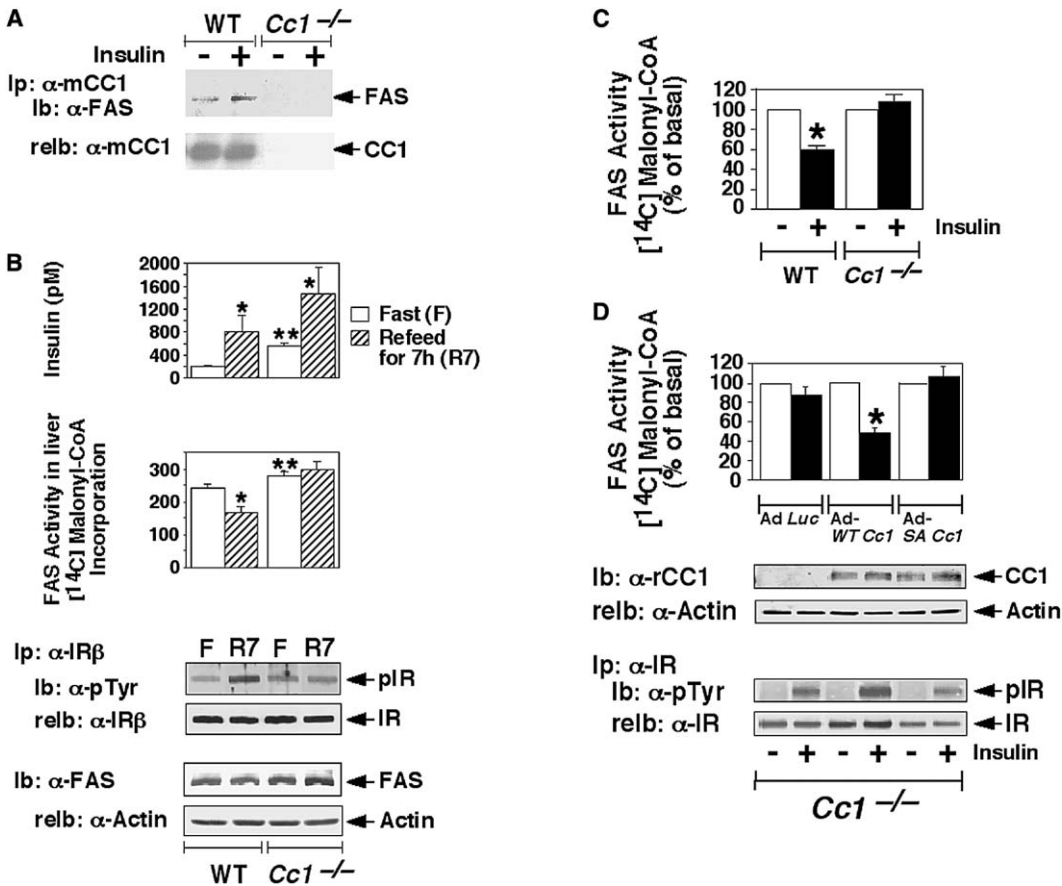 A
WT Cc1 –/–
Insulin - + - +
Ip: α-mCC1
Ib: α-FAS
FAS
reIb: α-mCC1
CC1
B
Insulin (pM)
2000
1600
1200
800
400
0
*
**
*
Fast (F)
Refeed
for 7h (R7)
FAS Activity in liver
[14C] Malonyl-CoA
Incorporation
300
200
100
0
*
**
Ip: α-IRβ
F R7 F R7
Ib: α-pTyr
pIR
reIb: α-IRβ
IR
Ib: α-FAS
FAS
reIb: α-Actin
Actin
WT Cc1 –/–
C
FAS Activity
[14C] Malonyl-CoA
(% of basal)
120
100
80
60
40
20
0
*
- + - + Insulin
WT Cc1 –/–
D
FAS Activity
[14C] Malonyl-CoA
(% of basal)
120
100
80
60
40
20
0
*
Ad Luc Ad- Ad-
WT Cc1 SA Cc1
Ib: α-rCC1
CC1
reIb: α-Actin
Actin
Ip: α-IR
Ib: α-pTyr
pIR
reIb: α-IR
IR
- + - + - + Insulin
Cc1 –/–